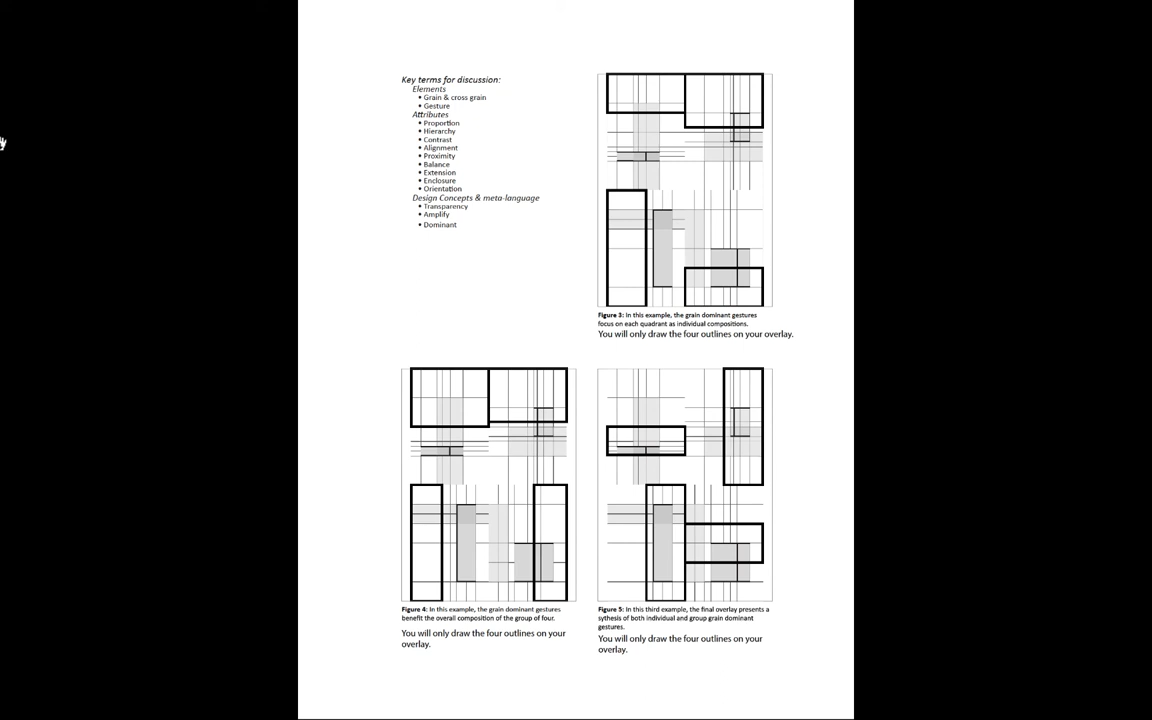 Key terms for discussion:
Elements
• Grain & cross grain
• Gesture
Attributes
• Proportion
• Hierarchy
• Contrast
• Alignment
• Proximity
• Balance
• Extension
• Enclosure
• Orientation
Design Concepts & meta-language
• Transparency
• Amplify
• Dominant
Figure 3: In this example, the grain dominant gestures
focus on each quadrant as individual compositions.
You will only draw the four outlines on your overlay.
Figure 4: In this example, the grain dominant gestures
benefit the overall composition of the group of four.
You will only draw the four outlines on your
overlay.
Figure 5: In this third example, the final overlay presents a
sythesis of both individual and group grain dominant
gestures.
You will only draw the four outlines on your
overlay.